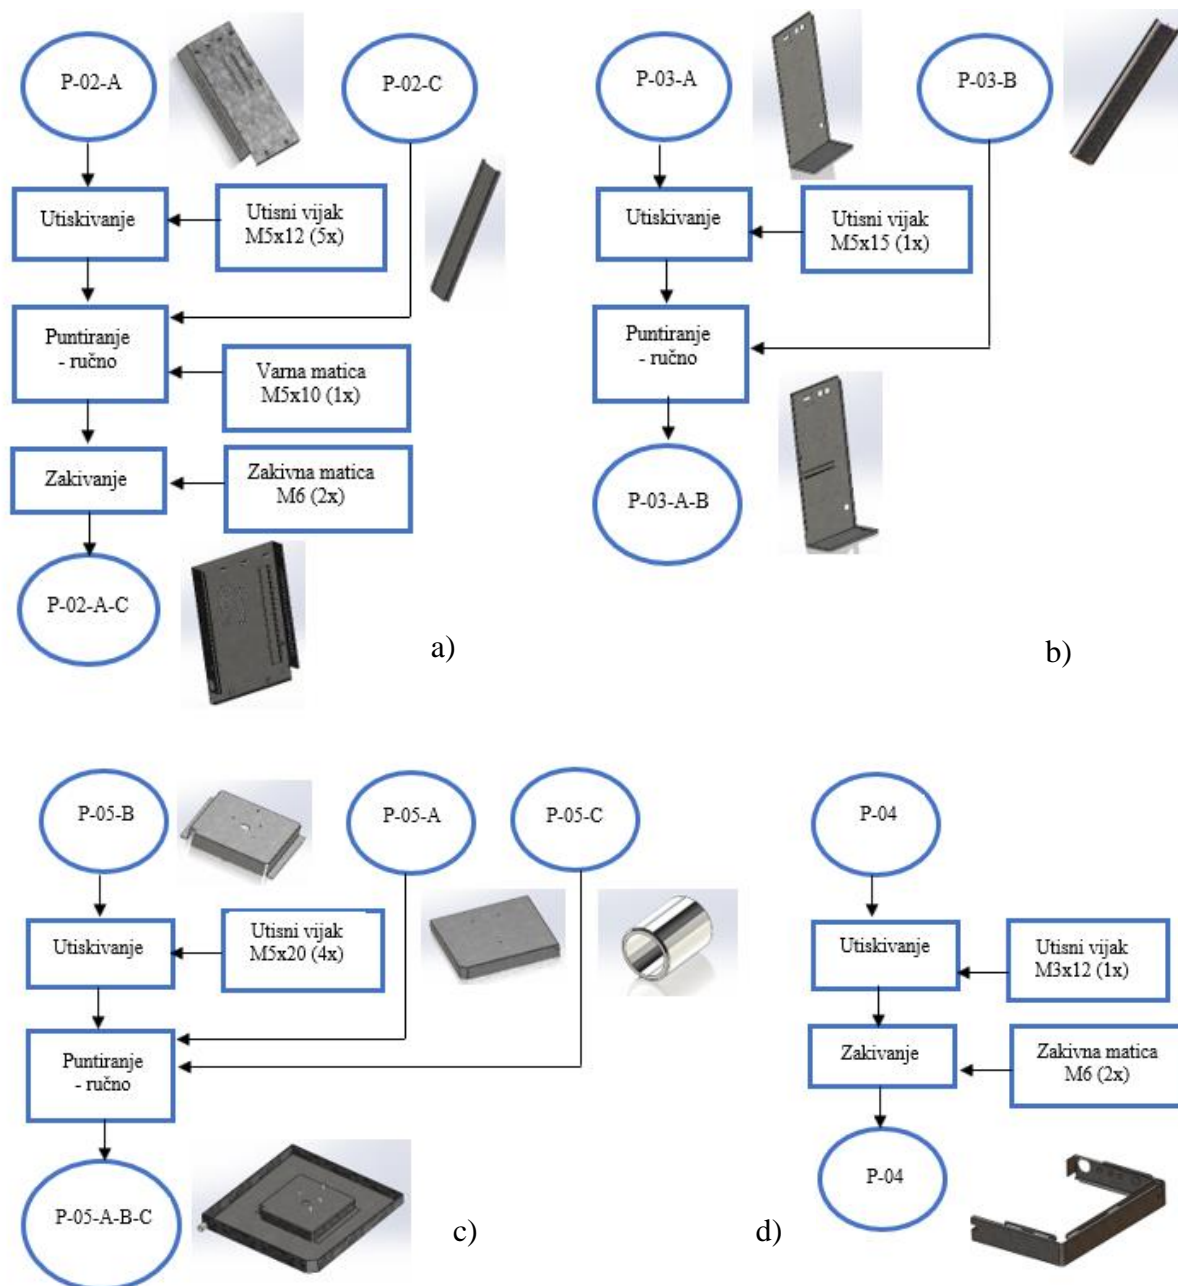 P-02-A
P-02-C
Utiskivanje
Utisni vijak
M5x12 (5x)
Puntiranje
- ručno
Varna matica
M5x10 (1x)
Zakivanje
Zakivna matica
M6 (2x)
P-02-A-C
a)
P-03-A
P-03-B
Utiskivanje
Utisni vijak
M5x15 (1x)
Puntiranje
- ručno
P-03-A-B
b)
P-05-B
P-05-A
P-05-C
Utiskivanje
Utisni vijak
M5x20 (4x)
Puntiranje
- ručno
P-05-A-B-C
c)
P-04
Utiskivanje
Utisni vijak
M3x12 (1x)
Zakivanje
Zakivna matica
M6 (2x)
P-04
d)